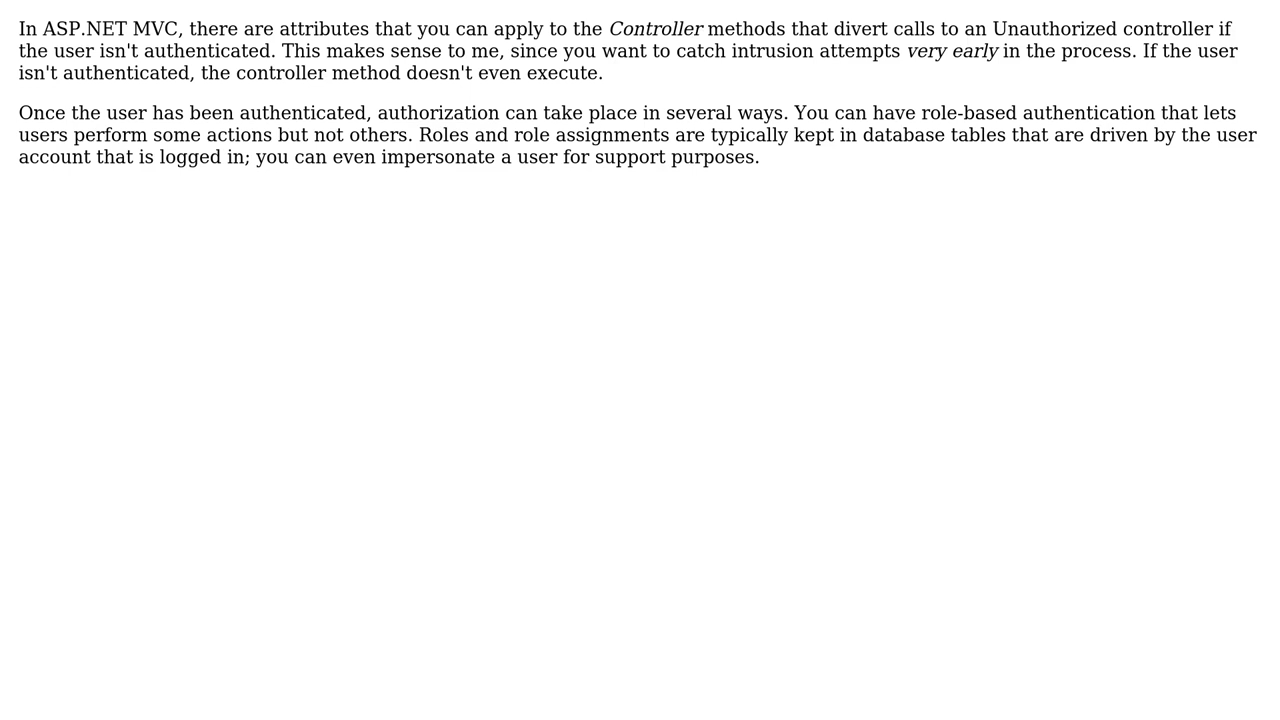 In ASP.NET MVC, there are attributes that you can apply to the Controller methods that divert calls to an Unauthorized controller if
the user isn't authenticated. This makes sense to me, since you want to catch intrusion attempts very early in the process. If the user
isn't authenticated, the controller method doesn't even execute.
Once the user has been authenticated, authorization can take place in several ways. You can have role-based authentication that lets
users perform some actions but not others. Roles and role assignments are typically kept in database tables that are driven by the user
account that is logged in; you can even impersonate a user for support purposes.